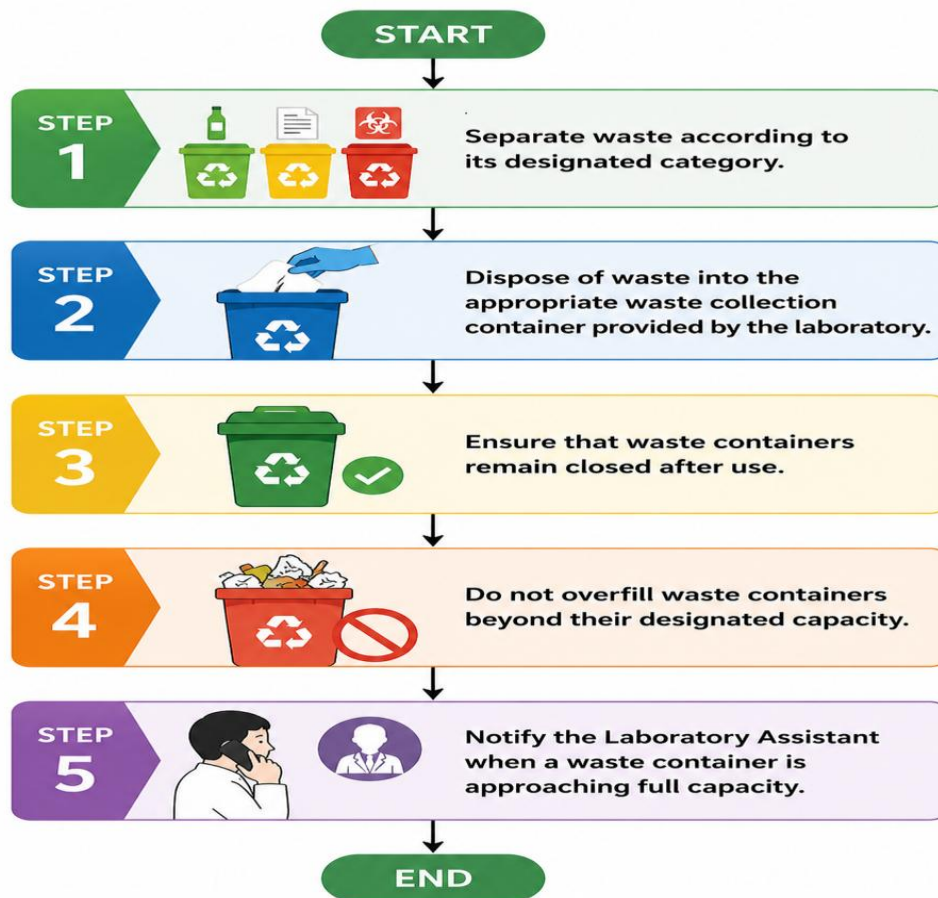 START
STEP
1
Separate waste according to
its designated category.
STEP
2
Dispose of waste into the
appropriate waste collection
container provided by the laboratory.
STEP
3
Ensure that waste containers
remain closed after use.
STEP
4
Do not overfill waste containers
beyond their designated capacity.
STEP
5
Notify the Laboratory Assistant
when a waste container is
approaching full capacity.
END